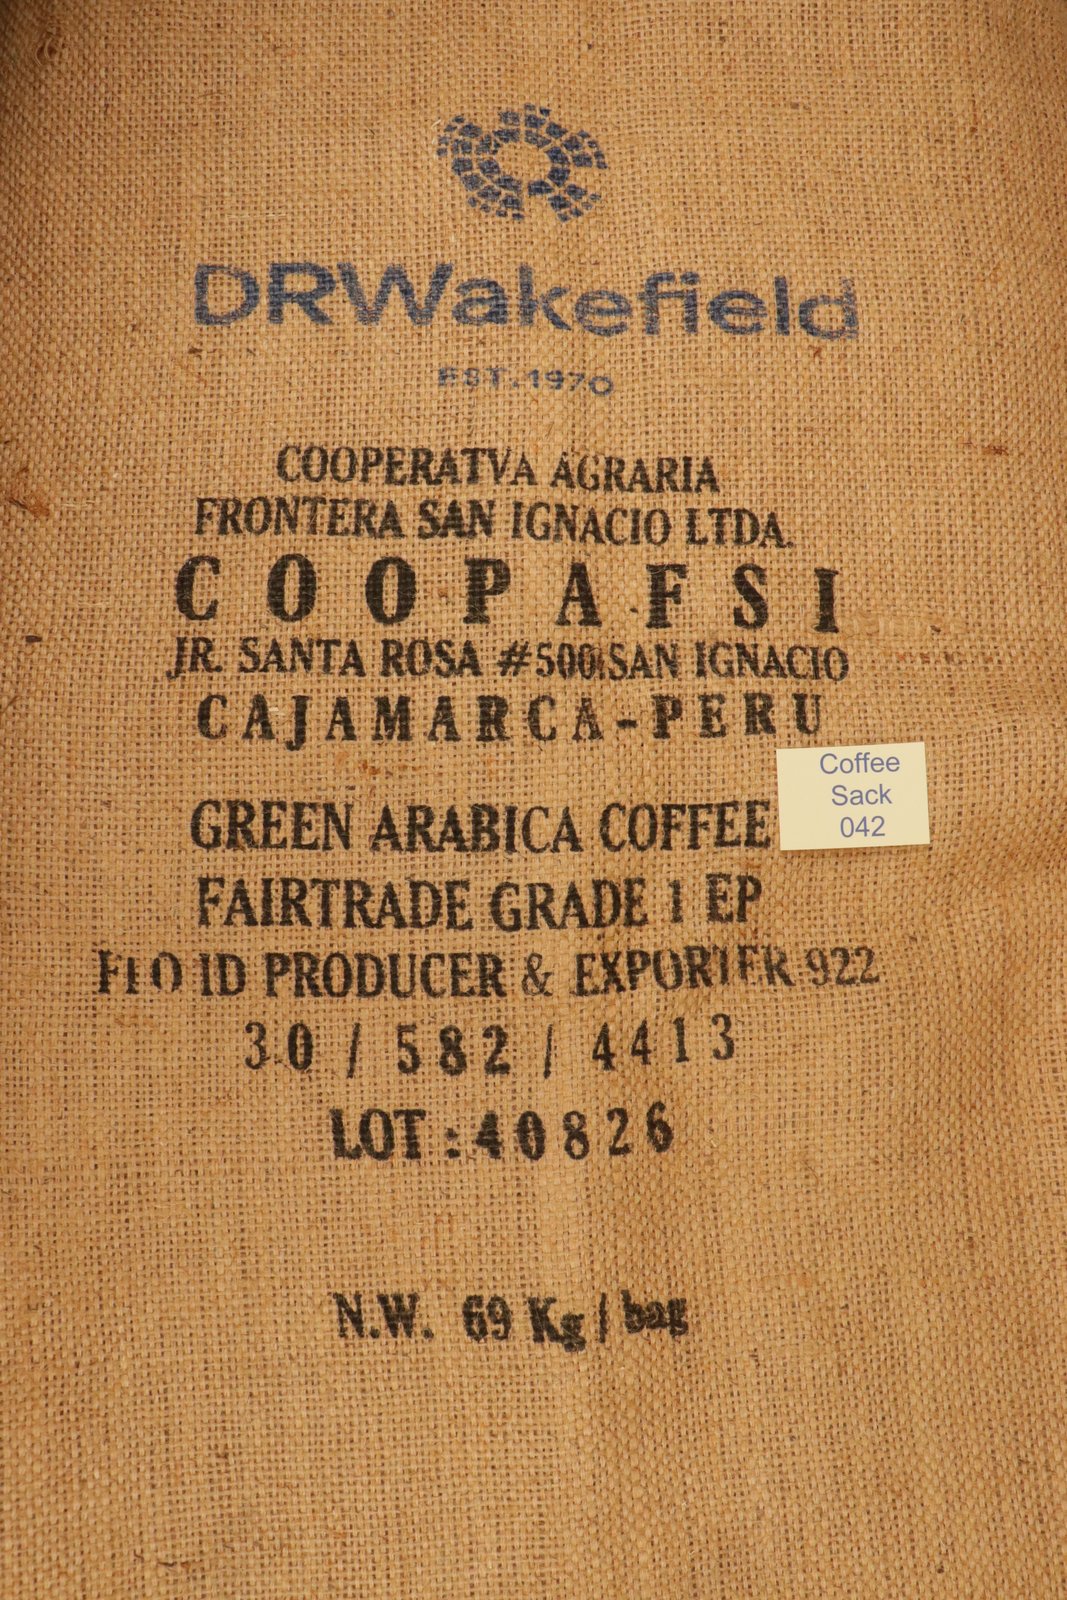 DRWakefield
EST.1970
COOPERATVA AGRARIA
FRONTERA SAN IGNACIO LTDA.
COOPAFSI
JR. SANTA ROSA #500.SAN IGNACIO
CAJAMARCA-PERU
Coffee
Sack
042
GREEN ARABICA COFFEE
FAIRTRADE GRADE 1 EP
FLO ID PRODUCER & EXPORTER 922
30 / 582 / 4413
LOT : 40826
N.W. 69 Kg / bag